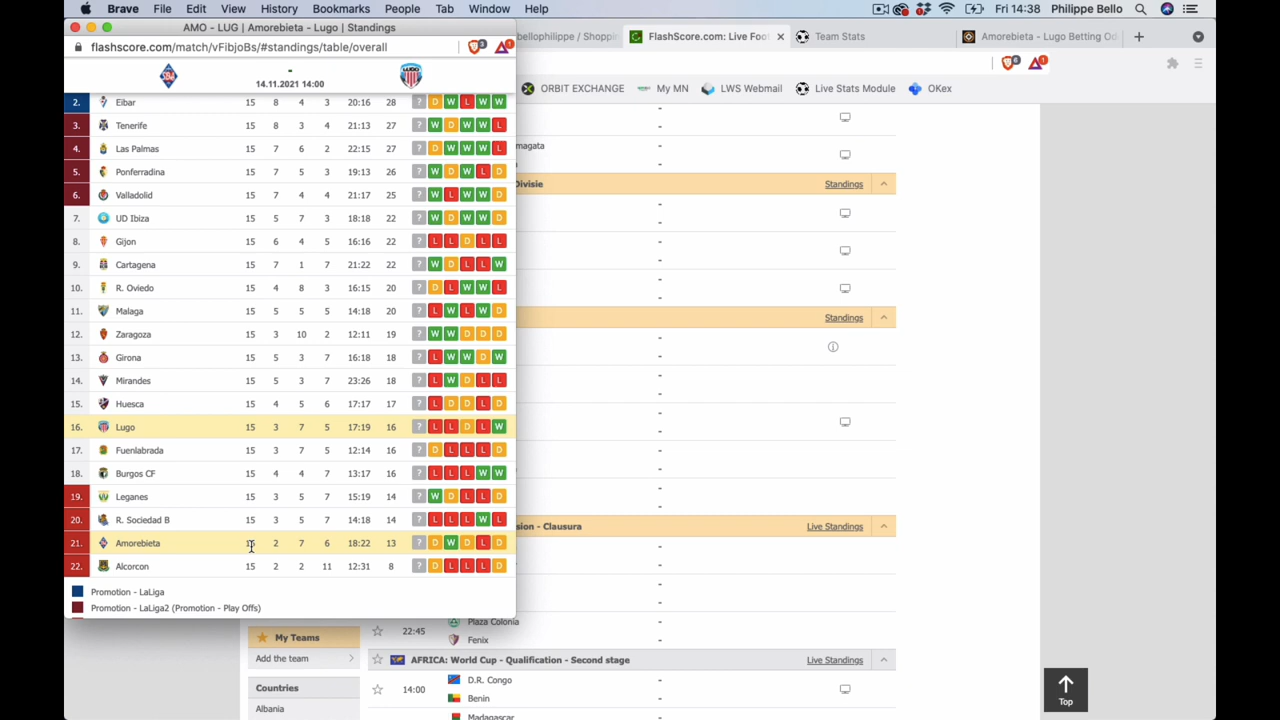 Brave File Edit View History Bookmarks People Tab Window Help Fri 14:38 Philippe Bello
AMO - LUG | Amorebieta - Lugo | Standings
flashscore.com/match/vFibjoBs/#standings/table/overall
bellophilippe / Shoppin
FlashScore.com: Live Foo
Team Stats
Amorebieta - Lugo Betting Od
ORBIT EXCHANGE My MN LWS Webmail Live Stats Module OKex
14.11.2021 14:00
2. Eibar 15 8 4 3 20:16 28 ? D W L W W
3. Tenerife 15 8 3 4 21:13 27 ? W D W W L
4. Las Palmas 15 7 6 2 22:15 27 ? D W W W L
5. Ponferradina 15 7 5 3 19:13 26 ? W D W L D
6. Valladolid 15 7 4 4 21:17 25 ? W L W W D
7. UD Ibiza 15 5 7 3 18:18 22 ? W D W W D
8. Gijon 15 6 4 5 16:16 22 ? L L D L L
9. Cartagena 15 7 1 7 21:22 22 ? W D L L W
10. R. Oviedo 15 4 8 3 16:15 20 ? D L W W L
11. Malaga 15 5 5 5 14:18 20 ? L W L W D
12. Zaragoza 15 3 10 2 12:11 19 ? W W D D D
13. Girona 15 5 3 7 16:18 18 ? L W W D W
14. Mirandes 15 5 3 7 23:26 18 ? L W D L L
15. Huesca 15 4 5 6 17:17 17 ? L D D L D
16. Lugo 15 3 7 5 17:19 16 ? L L D L W
17. Fuenlabrada 15 3 7 5 12:14 16 ? D L L L D
18. Burgos CF 15 4 4 7 13:17 16 ? L L L W W
19. Leganes 15 3 5 7 15:19 14 ? W D L L D
20. R. Sociedad B 15 3 5 7 14:18 14 ? L L L W L
21. Amorebieta 15 2 7 6 18:22 13 ? D W D L D
22. Alcorcon 15 2 2 11 12:31 8 ? D L L L D
Promotion - LaLiga
Promotion - LaLiga2 (Promotion - Play Offs)
magata
Divisie Standings
Standings
sion - Clausura Live Standings
22:45 Plaza Colonia
Fenix
AFRICA: World Cup - Qualification - Second stage Live Standings
14:00 D.R. Congo
Benin
Madagascar
My Teams
Add the team
Countries
Albania
Top